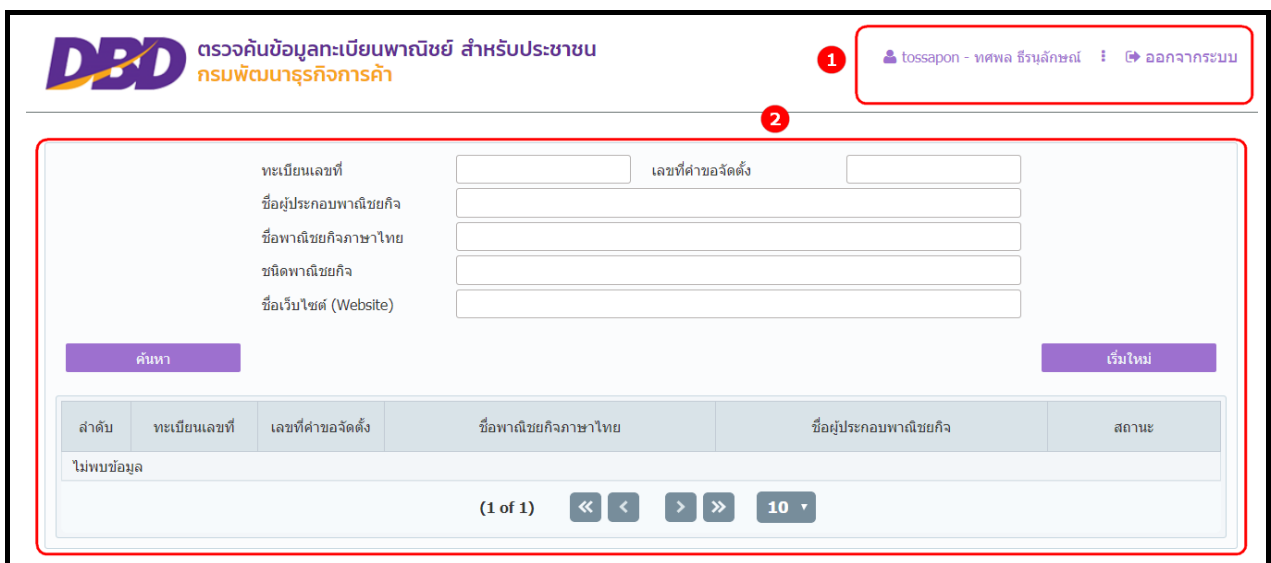 DBD ตรวจค้นข้อมูลทะเบียนพาณิชย์ สำหรับประชาชน
กรมพัฒนาธุรกิจการค้า
1 tossapon - ทศพล ธีรนุลักษณ์ ออกจากระบบ
2
ทะเบียนเลขที่ เลขที่คำขอจัดตั้ง
ชื่อผู้ประกอบพาณิชยกิจ
ชื่อพาณิชยกิจภาษาไทย
ชนิดพาณิชยกิจ
ชื่อเว็บไซต์ (Website)
ค้นหา เริ่มใหม่
ลำดับ ทะเบียนเลขที่ เลขที่คำขอจัดตั้ง ชื่อพาณิชยกิจภาษาไทย ชื่อผู้ประกอบพาณิชยกิจ สถานะ
ไม่พบข้อมูล
(1 of 1) 10